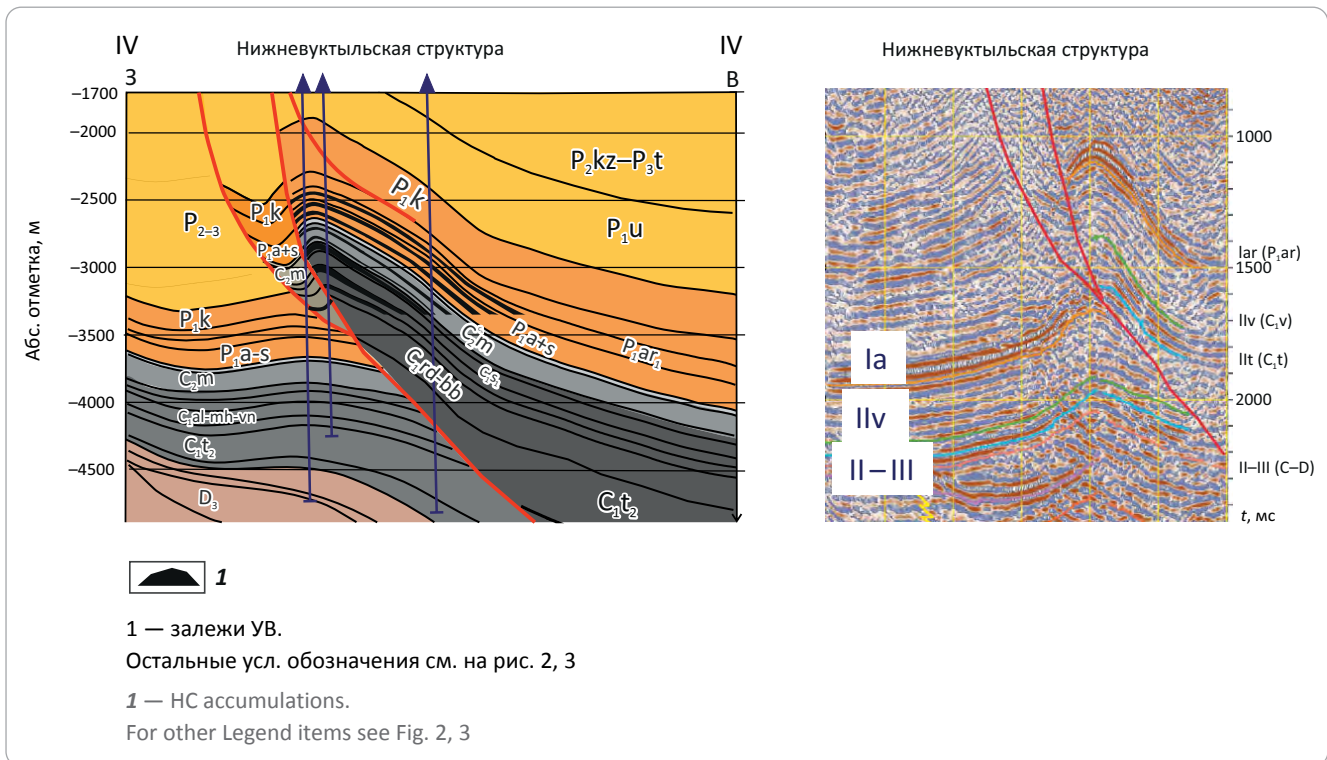 IV
Нижневуктыльская структура
IV
З
В
Абс. отметка, м
–1700
–2000
–2500
–3000
–3500
–4000
–4500
P₂kz–P₃t
P₁k
P₁u
P₁k
P₂₋₃
P₁a+s
C₂m
P₁k
P₁a-s
C₂m
C₁al-mh-vn
C₁t₂
D₃
C₂m
P₁a+s
P₁ar₁
C₁s₁
C₁rd-bb
C₁t₂
Нижневуктыльская структура
1000
Iar (P₁ar)
1500
IIv (C₁v)
IIt (C₁t)
2000
II–III (C–D)
t, мс
Ia
IIv
II–III
1
1 — залежи УВ.
Остальные усл. обозначения см. на рис. 2, 3
1 — HC accumulations.
For other Legend items see Fig. 2, 3